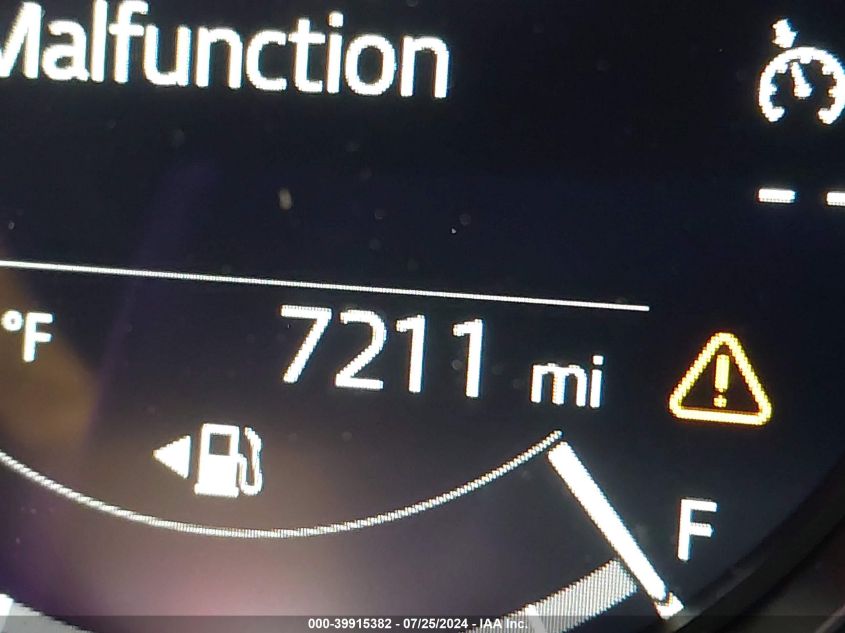 Malfunction
°F
7211 mi
F
000-39915382 - 07/25/2024 - IAA Inc.